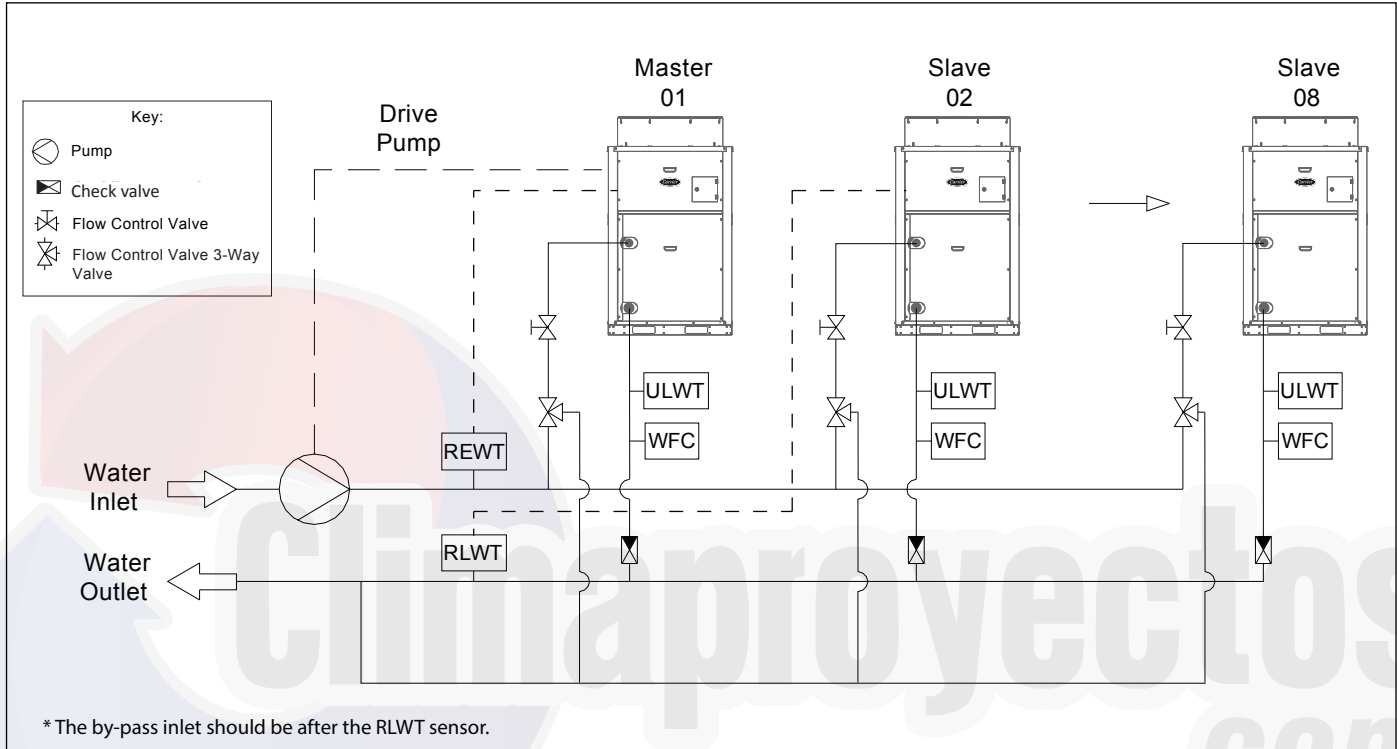 Master
01
Slave
02
Slave
08
Key:
Pump
Check valve
Flow Control Valve
Flow Control Valve 3-Way
Valve
Drive
Pump
ULWT
ULWT
ULWT
WFC
WFC
WFC
REWT
Water
Inlet
RLWT
Water
Outlet
Climaproyectos
* The by-pass inlet should be after the RLWT sensor.